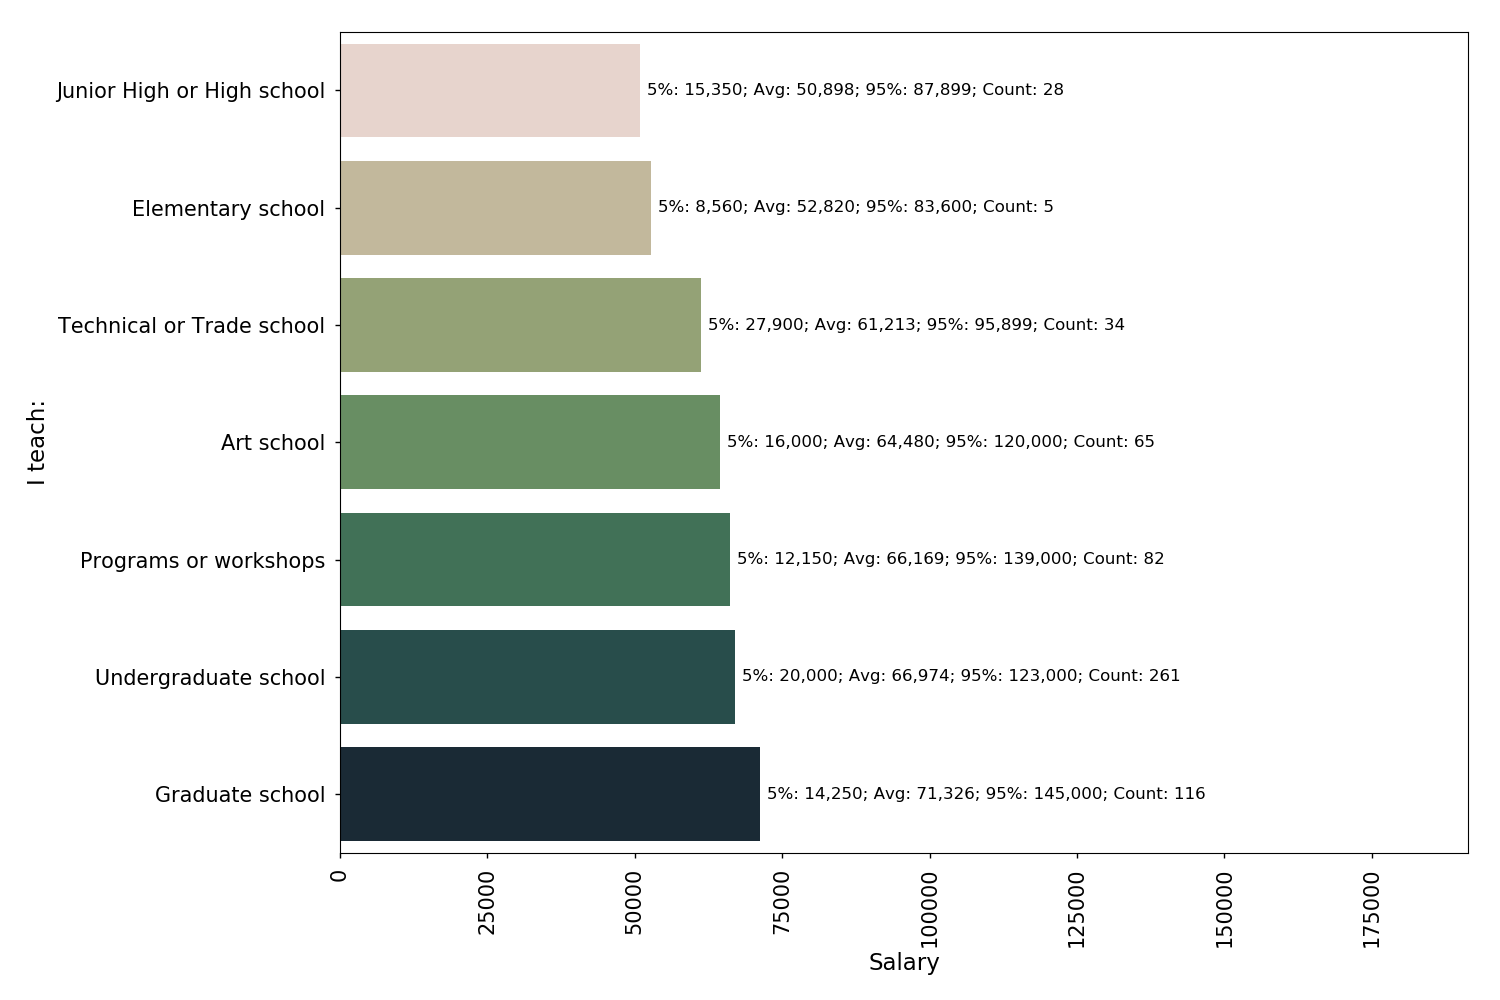 Junior High or High school
5%: 15,350; Avg: 50,898; 95%: 87,899; Count: 28
Elementary school
5%: 8,560; Avg: 52,820; 95%: 83,600; Count: 5
Technical or Trade school
5%: 27,900; Avg: 61,213; 95%: 95,899; Count: 34
I teach:
Art school
5%: 16,000; Avg: 64,480; 95%: 120,000; Count: 65
Programs or workshops
5%: 12,150; Avg: 66,169; 95%: 139,000; Count: 82
Undergraduate school
5%: 20,000; Avg: 66,974; 95%: 123,000; Count: 261
Graduate school
5%: 14,250; Avg: 71,326; 95%: 145,000; Count: 116
0
25000
50000
75000
100000
125000
150000
175000
Salary